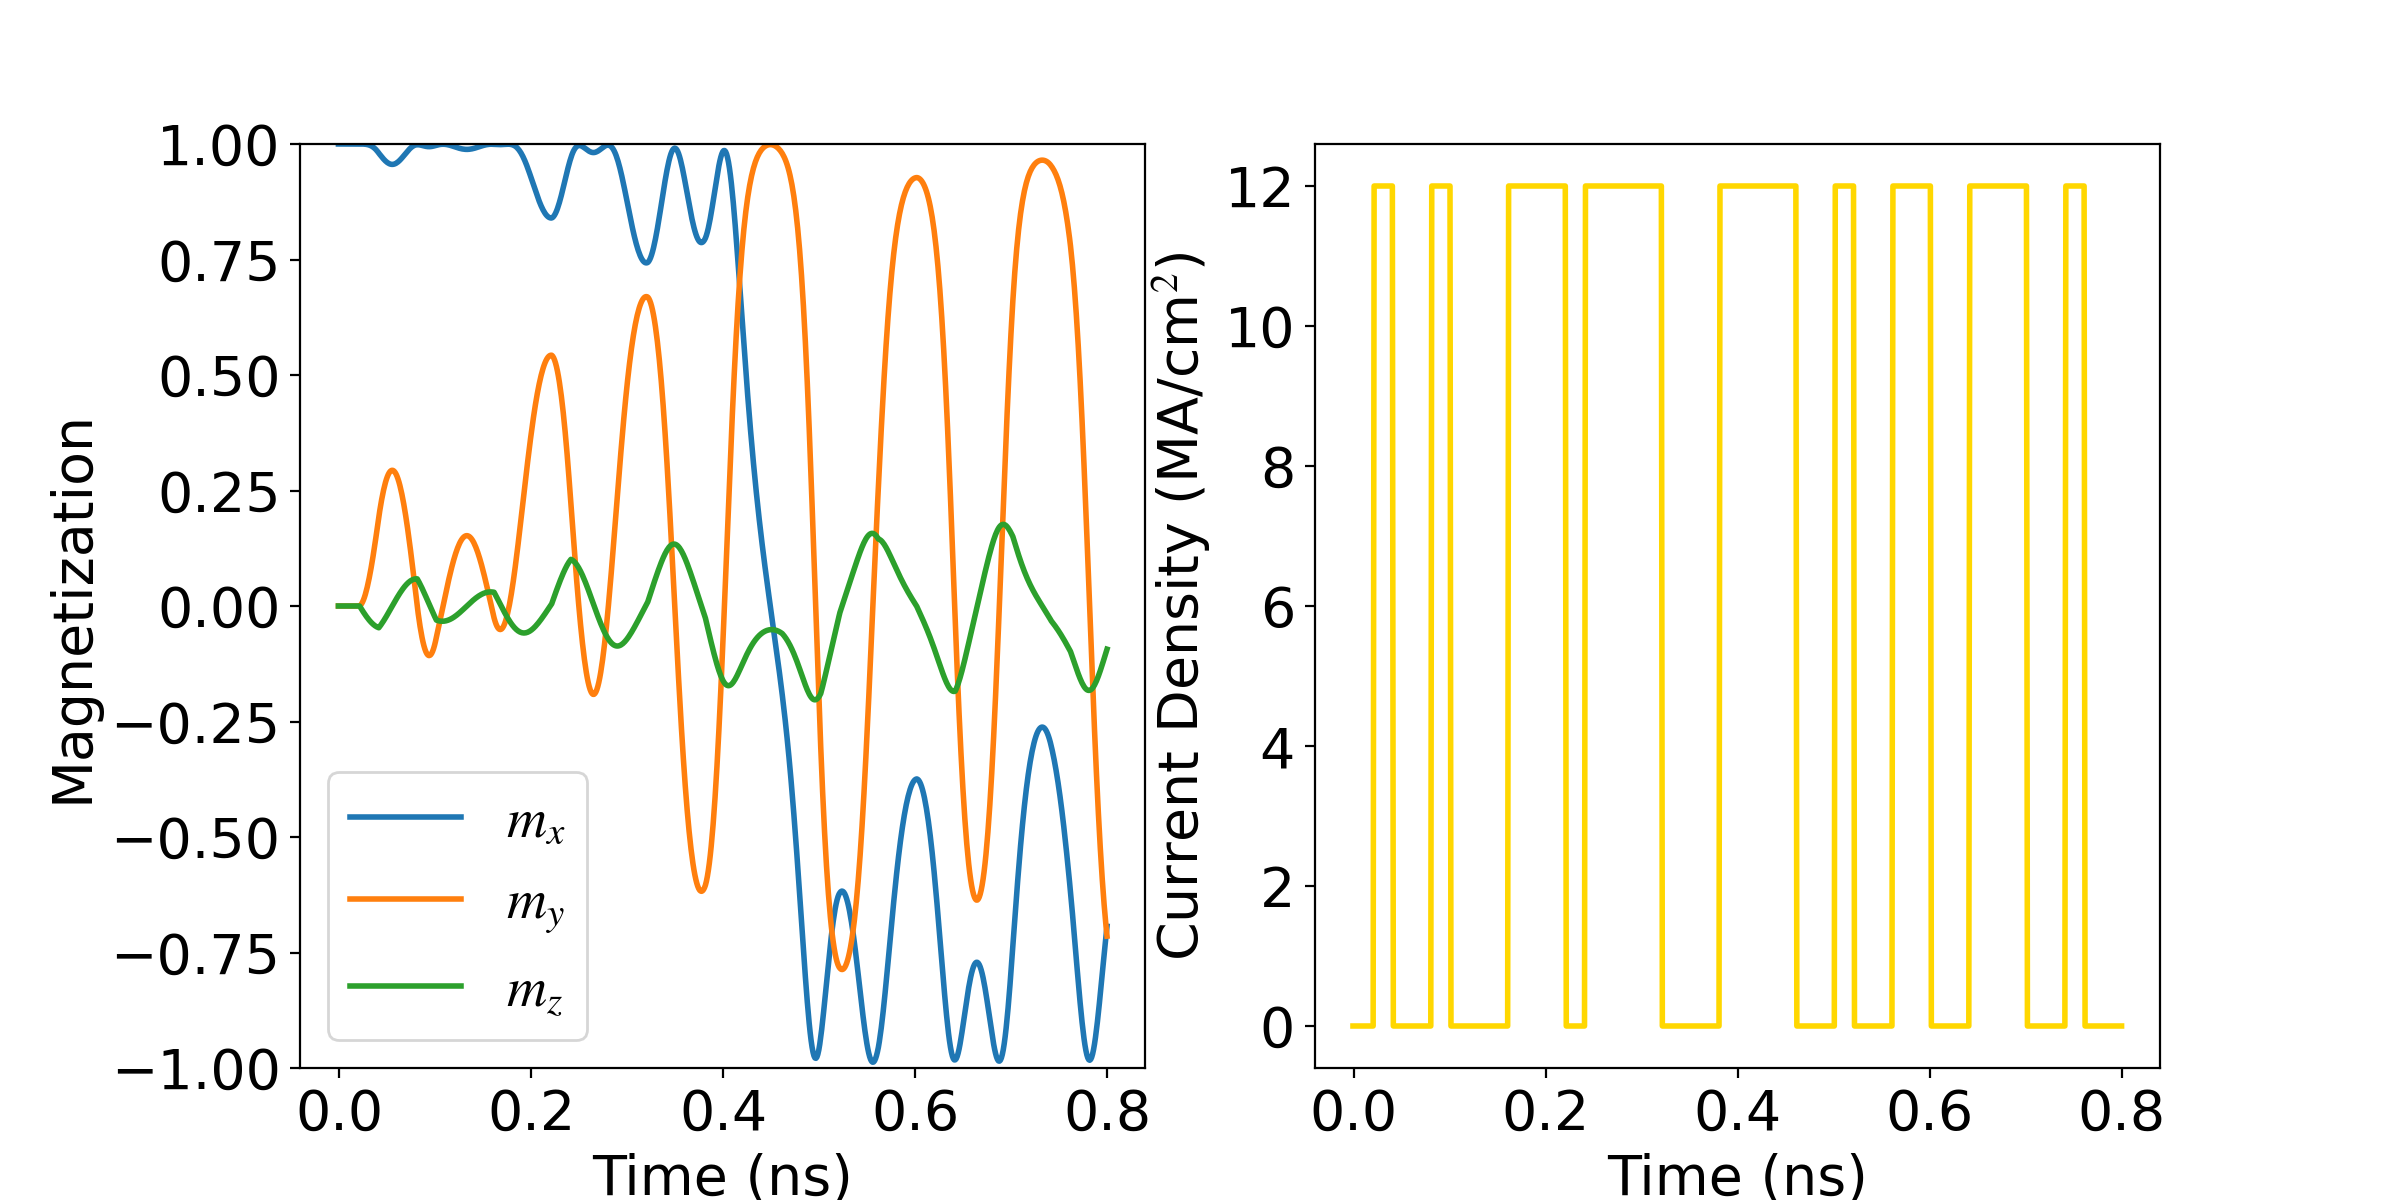 Magnetization
1.00
0.75
0.50
0.25
0.00
−0.25
−0.50
−0.75
−1.00
m_x
m_y
m_z
0.0 0.2 0.4 0.6 0.8
Time (ns)
Current Density (MA/cm²)
12
10
8
6
4
2
0
0.0 0.2 0.4 0.6 0.8
Time (ns)